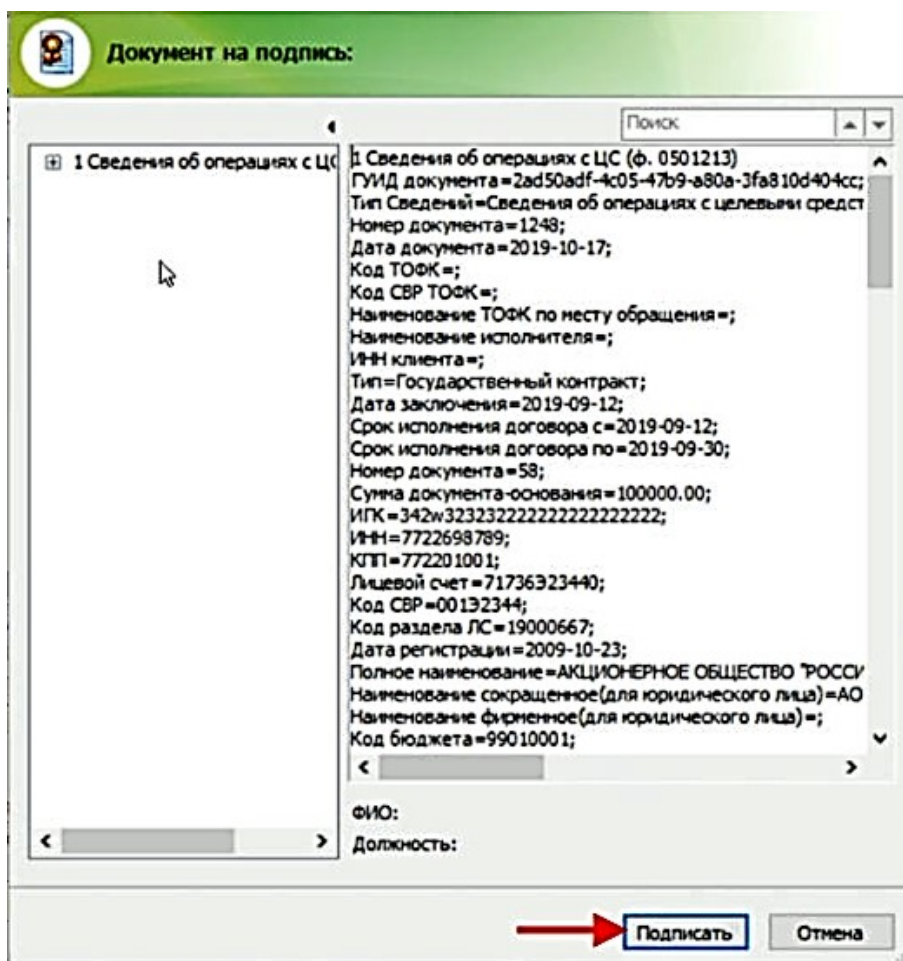 Документ на подпись:
Поиск
1 Сведения об операциях с ЦС
1 Сведения об операциях с ЦС (ф. 0501213)
ГУИД документа=2ad50adf-4c05-47b9-a80a-3fa810d404cc;
Тип Сведений=Сведения об операциях с целевыми средст
Номер документа=1248;
Дата документа=2019-10-17;
Код ТОФК=;
Код СВР ТОФК=;
Наименование ТОФК по месту обращения=;
Наименование исполнителя=;
ИНН клиента=;
Тип=Государственный контракт;
Дата заключения=2019-09-12;
Срок исполнения договора с=2019-09-12;
Срок исполнения договора по=2019-09-30;
Номер документа=58;
Сумма документа-основания=100000.00;
ИГК=342w3232322222222222222;
ИНН=7722698789;
КПП=772201001;
Лицевой счет=71736Э23440;
Код СВР=001Э2344;
Код раздела ЛС=19000667;
Дата регистрации=2009-10-23;
Полное наименование=АКЦИОНЕРНОЕ ОБЩЕСТВО "РОССИ
Наименование сокращенное(для юридического лица)=АО
Наименование фирменное(для юридического лица)=;
Код бюджета=99010001;
ФИО:
Должность:
Подписать
Отмена